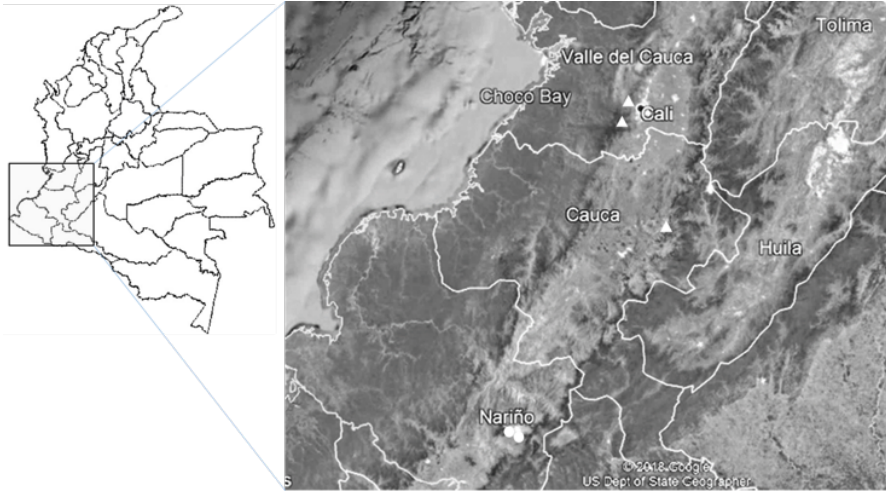 Tolima
Valle del Cauca
Choco Bay
Cali
Cauca
Huila
Nariño
© 2018 Google
US Dept of State Geographer
s